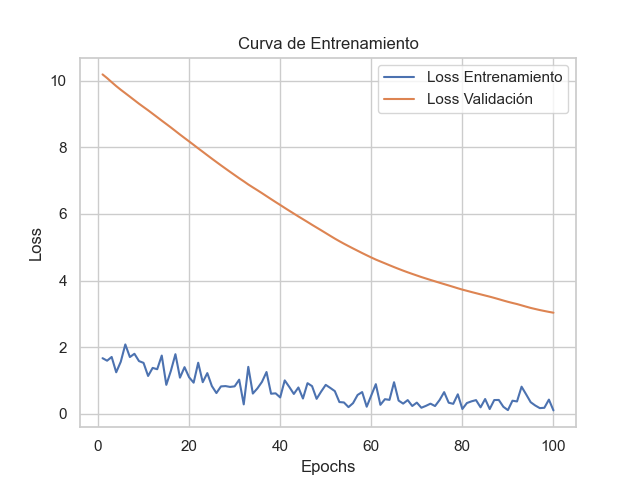 Curva de Entrenamiento
Loss Entrenamiento
Loss Validación
10
8
6
4
2
0
Loss
0 20 40 60 80 100
Epochs